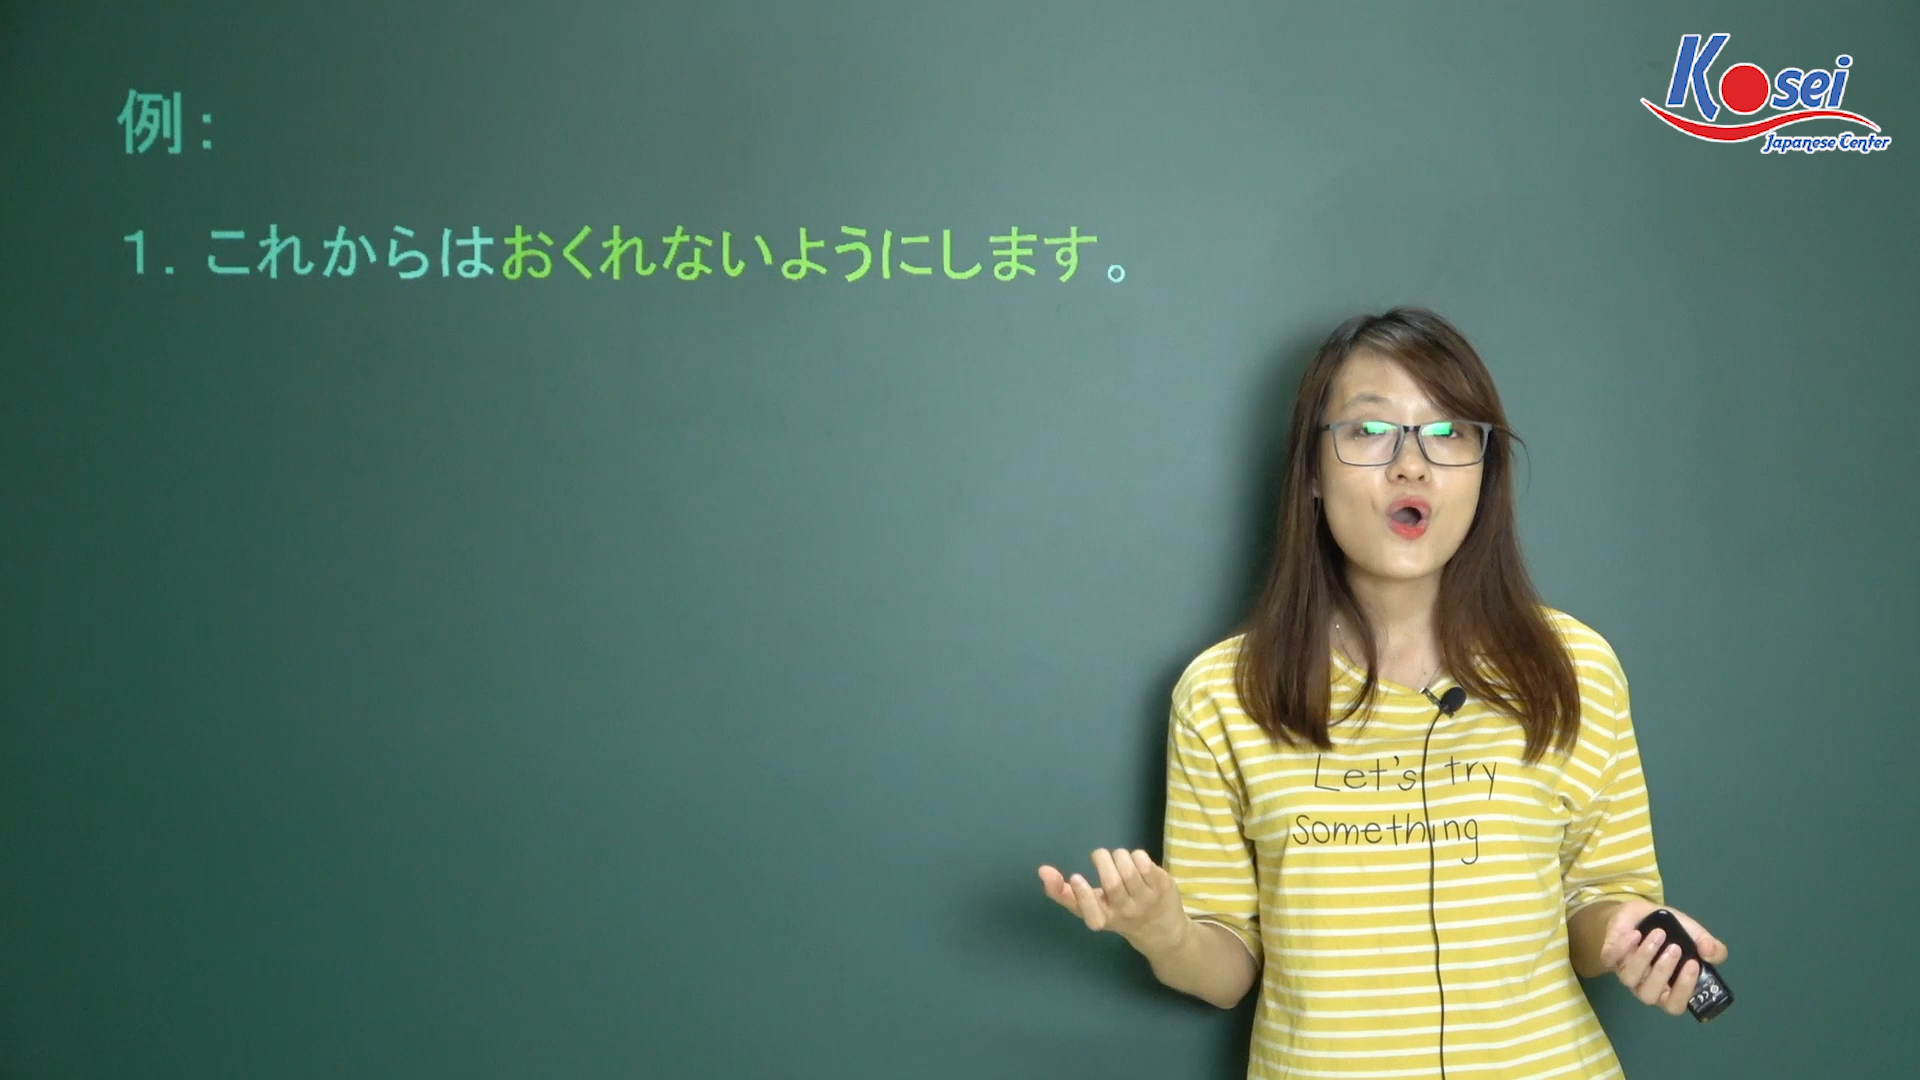 Kosei
Japanese Center
例：
１．これからはおくれないようにします。
Let's try
something